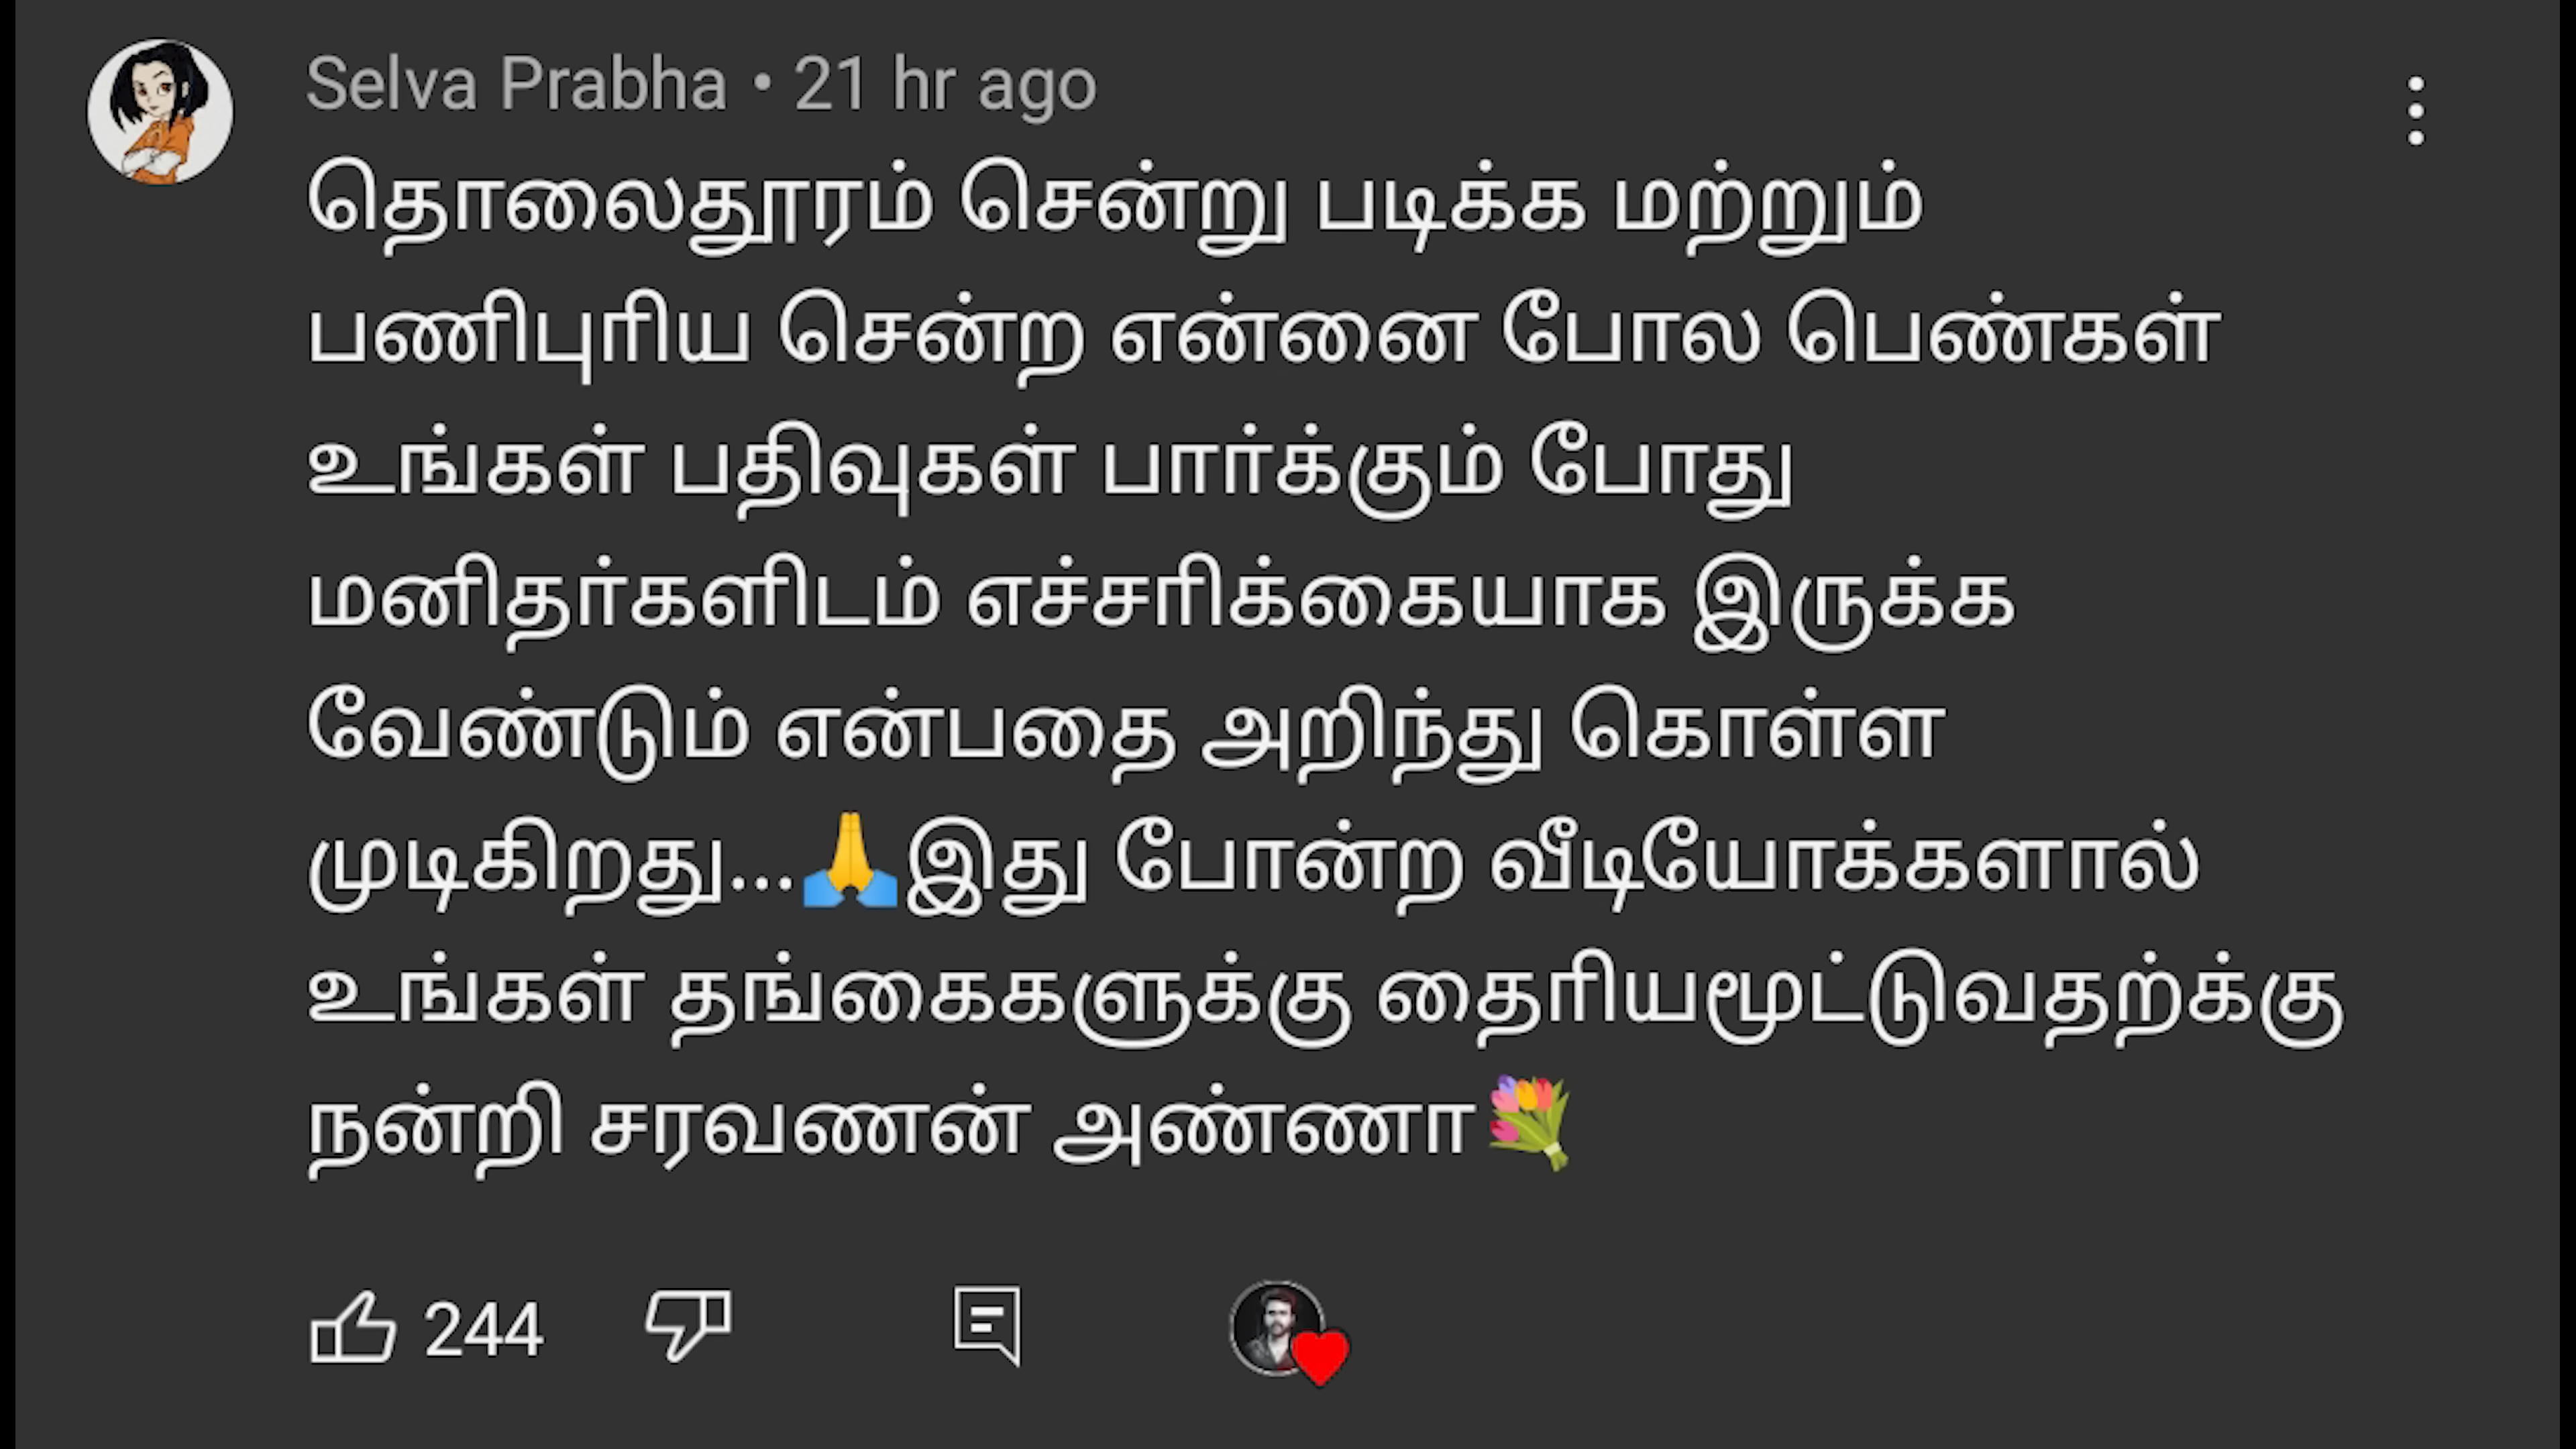 Selva Prabha • 21 hr ago
தொலைதூரம் சென்று படிக்க மற்றும்
பணிபுரிய சென்ற என்னை போல பெண்கள்
உங்கள் பதிவுகள் பார்க்கும் போது
மனிதர்களிடம் எச்சரிக்கையாக இருக்க
வேண்டும் என்பதை அறிந்து கொள்ள
முடிகிறது...🙏இது போன்ற வீடியோக்களால்
உங்கள் தங்கைகளுக்கு தைரியமூட்டுவதற்க்கு
நன்றி சரவணன் அண்ணா💐
244